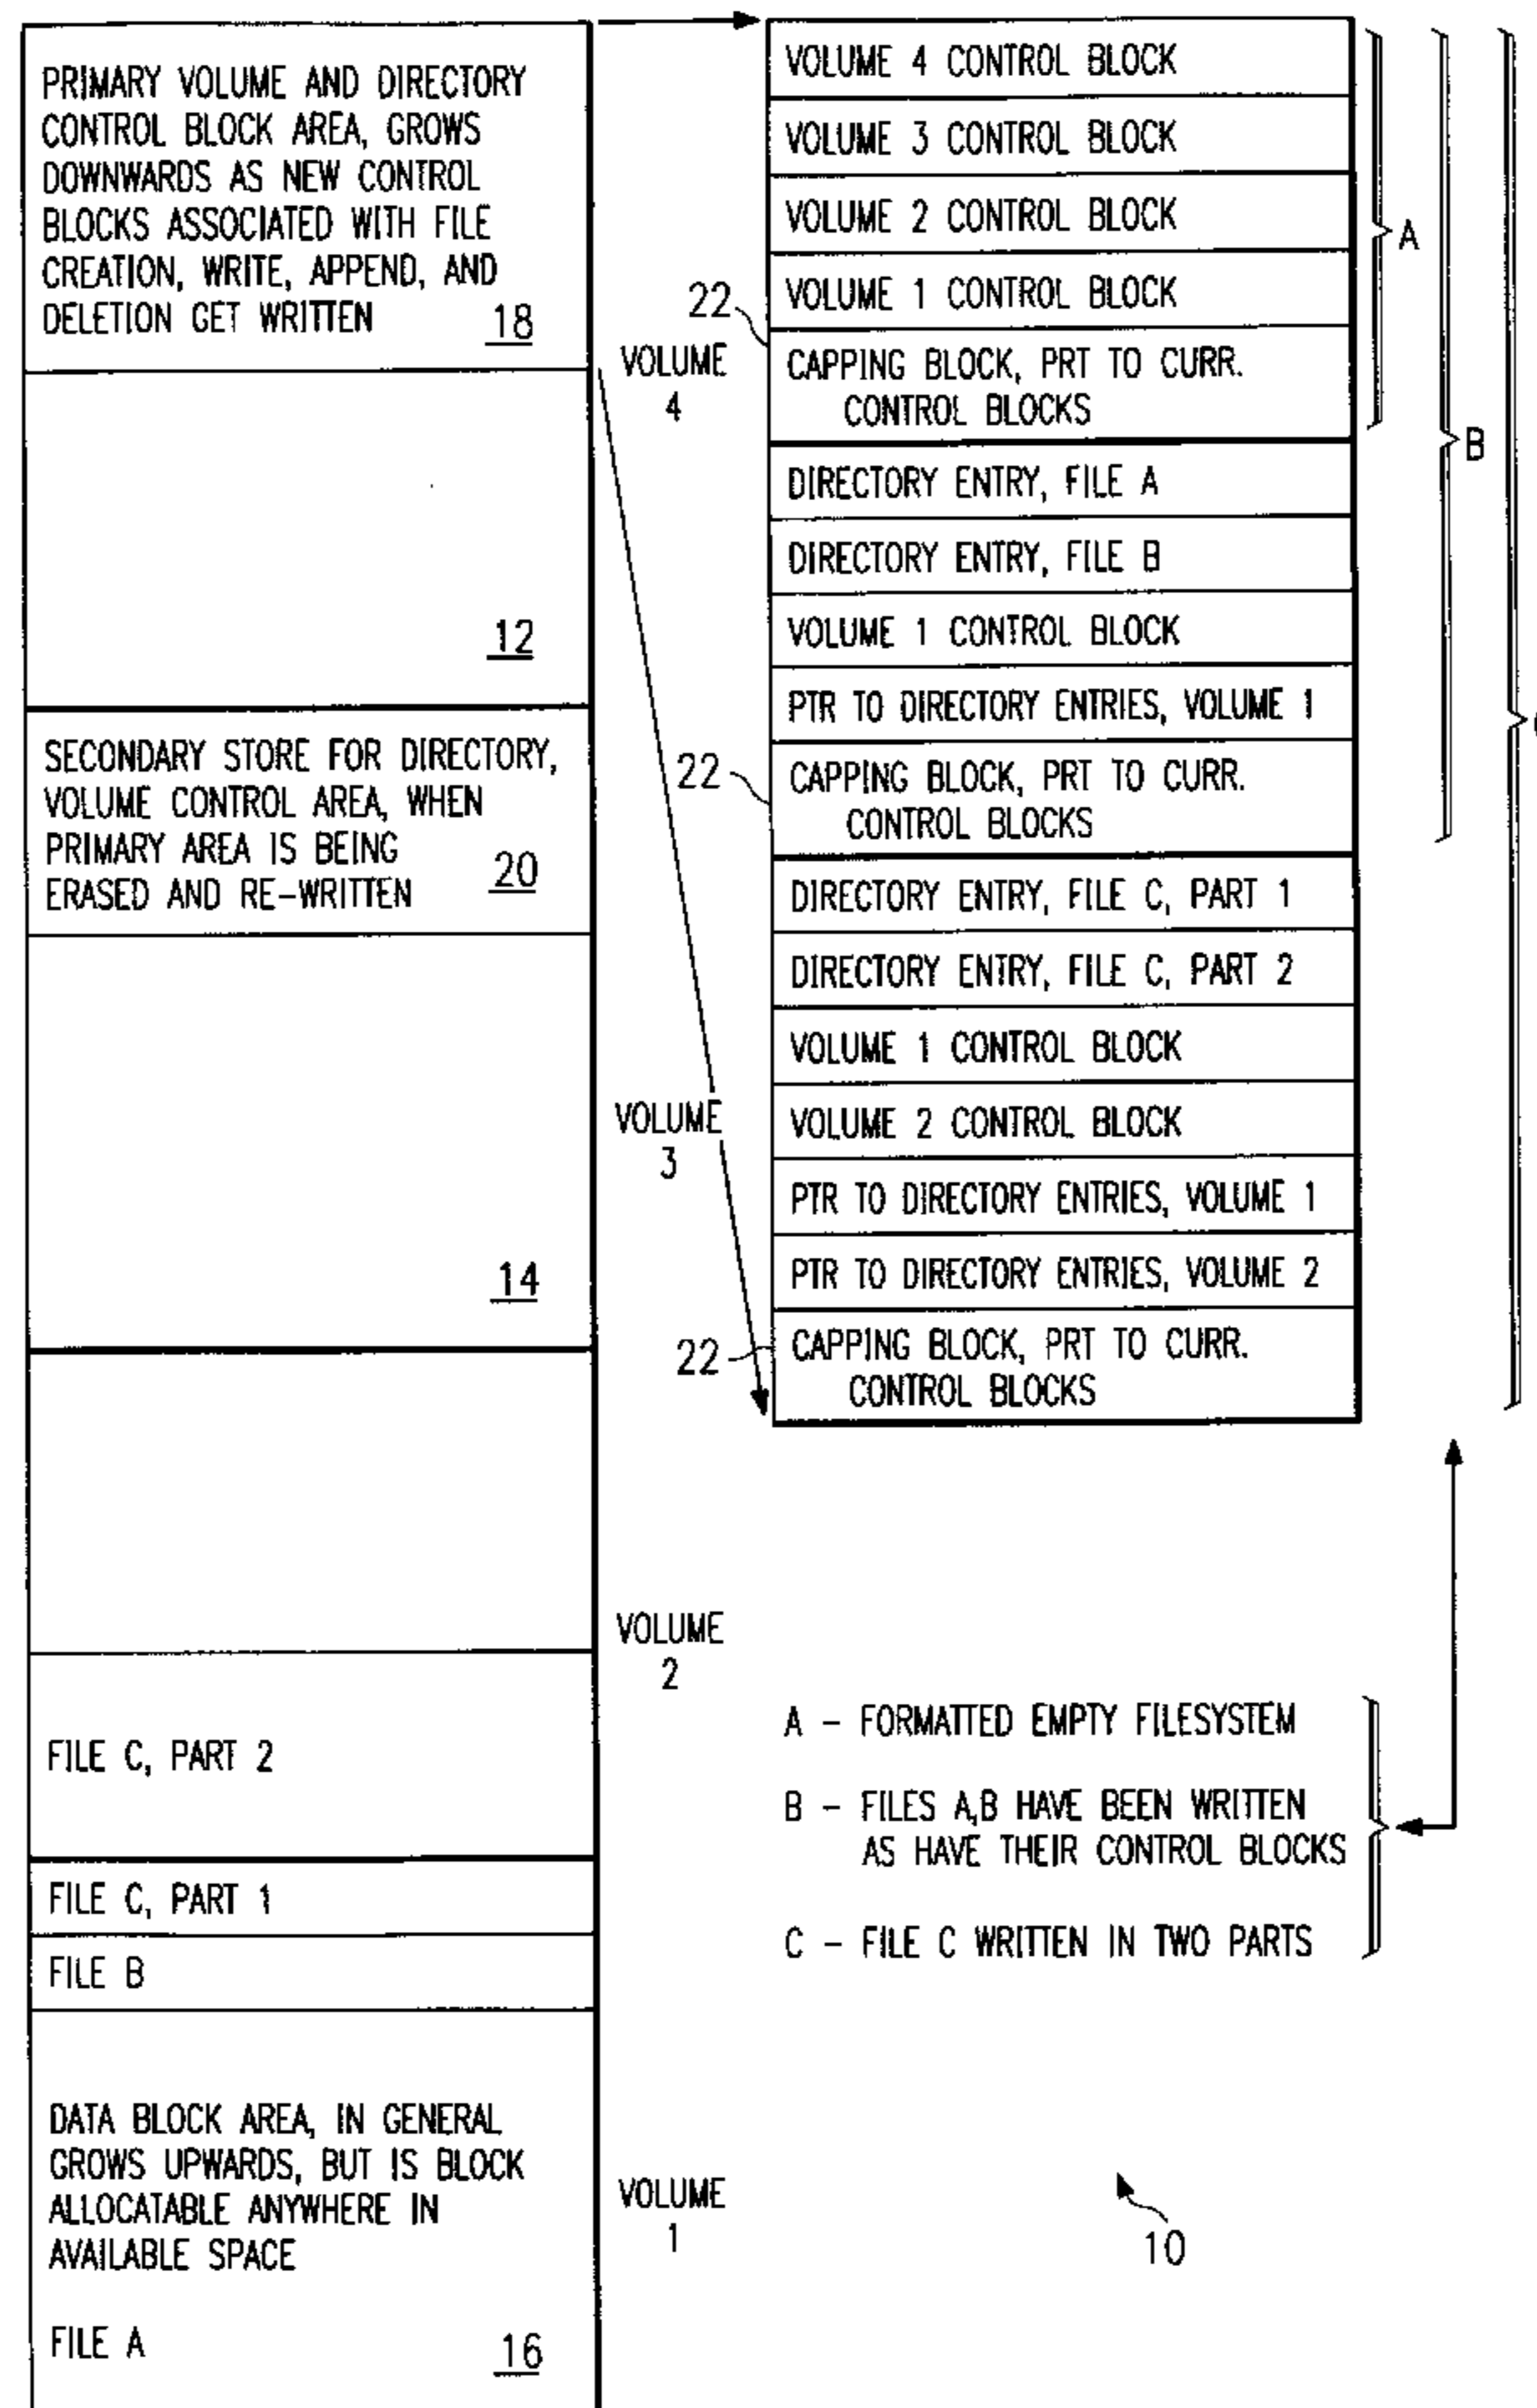 PRIMARY VOLUME AND DIRECTORY
CONTROL BLOCK AREA, GROWS
DOWNWARDS AS NEW CONTROL
BLOCKS ASSOCIATED WITH FILE
CREATION, WRITE, APPEND, AND
DELETION GET WRITTEN
18
12
SECONDARY STORE FOR DIRECTORY,
VOLUME CONTROL AREA, WHEN
PRIMARY AREA IS BEING
ERASED AND RE-WRITTEN
20
14
FILE C, PART 2
FILE C, PART 1
FILE B
DATA BLOCK AREA, IN GENERAL
GROWS UPWARDS, BUT IS BLOCK
ALLOCATABLE ANYWHERE IN
AVAILABLE SPACE
FILE A
16
VOLUME
4
VOLUME
3
VOLUME
2
VOLUME
1
VOLUME 4 CONTROL BLOCK
VOLUME 3 CONTROL BLOCK
VOLUME 2 CONTROL BLOCK
VOLUME 1 CONTROL BLOCK
22
CAPPING BLOCK, PRT TO CURR.
CONTROL BLOCKS
DIRECTORY ENTRY, FILE A
DIRECTORY ENTRY, FILE B
VOLUME 1 CONTROL BLOCK
PTR TO DIRECTORY ENTRIES, VOLUME 1
22
CAPPING BLOCK, PRT TO CURR.
CONTROL BLOCKS
DIRECTORY ENTRY, FILE C, PART 1
DIRECTORY ENTRY, FILE C, PART 2
VOLUME 1 CONTROL BLOCK
VOLUME 2 CONTROL BLOCK
PTR TO DIRECTORY ENTRIES, VOLUME 1
PTR TO DIRECTORY ENTRIES, VOLUME 2
22
CAPPING BLOCK, PRT TO CURR.
CONTROL BLOCKS
A
B
A - FORMATTED EMPTY FILESYSTEM
B - FILES A,B HAVE BEEN WRITTEN
AS HAVE THEIR CONTROL BLOCKS
C - FILE C WRITTEN IN TWO PARTS
10